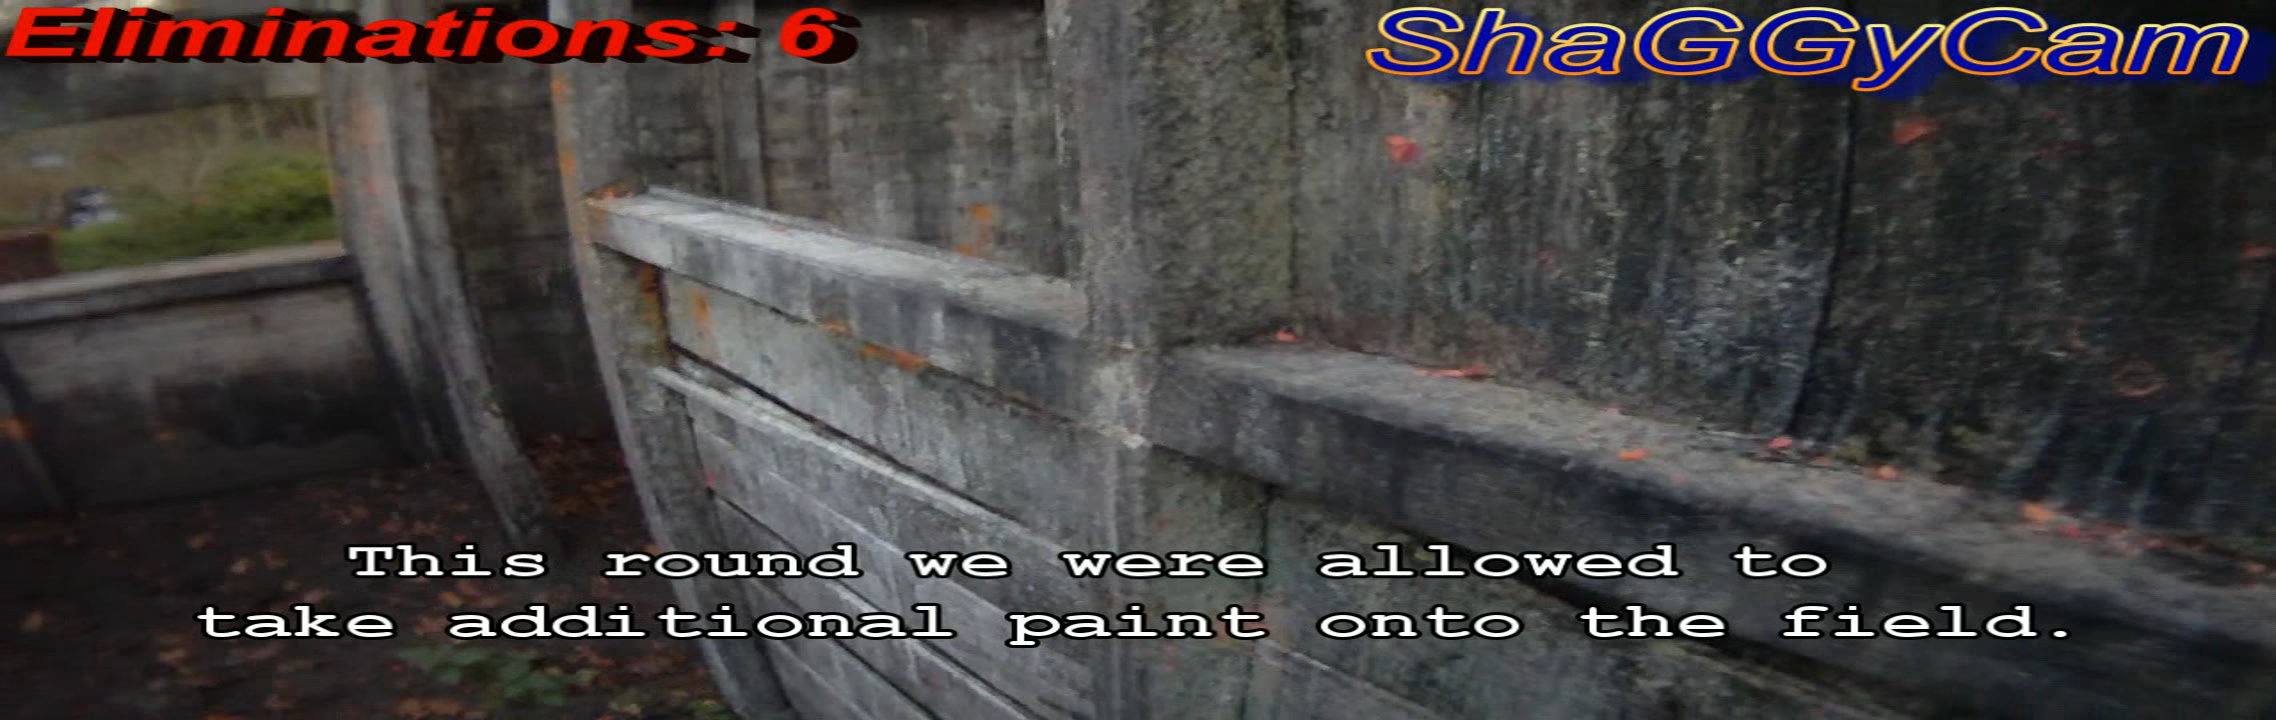 Eliminations: 6
ShaGGyCam
This round we were allowed to
take additional paint onto the field.